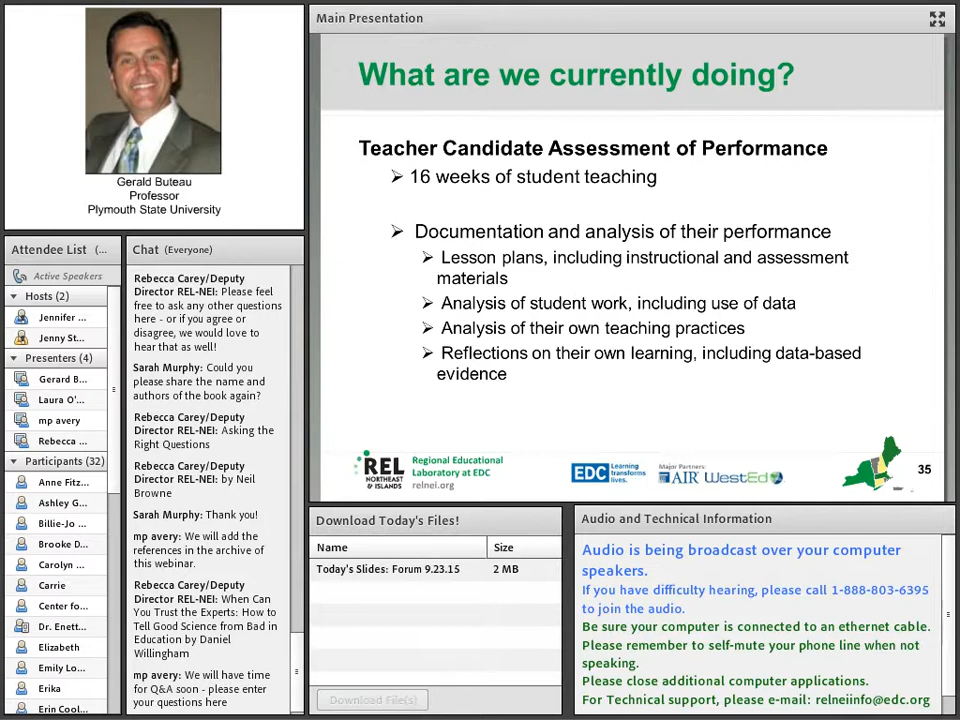 Gerald Buteau
Professor
Plymouth State University
Attendee List (...
Active Speakers
Hosts (2)
Jennifer ...
Jenny St...
Presenters (4)
Gerard B...
Laura O'...
mp avery
Rebecca ...
Participants (32)
Anne Fitz...
Ashley G...
Billie-Jo ...
Brooke D...
Carolyn ...
Carrie
Center fo...
Dr. Enett...
Elizabeth
Emily Lo...
Erika
Erin Cool...
Chat (Everyone)
Rebecca Carey/Deputy
Director REL-NEI: Please feel
free to ask any other questions
here - or if you agree or
disagree, we would love to
hear that as well!
Sarah Murphy: Could you
please share the name and
authors of the book again?
Rebecca Carey/Deputy
Director REL-NEI: Asking the
Right Questions
Rebecca Carey/Deputy
Director REL-NEI: by Neil
Browne
Sarah Murphy: Thank you!
mp avery: We will add the
references in the archive of
this webinar.
Rebecca Carey/Deputy
Director REL-NEI: When Can
You Trust the Experts: How to
Tell Good Science from Bad in
Education by Daniel
Willingham
mp avery: We will have time
for Q&A soon - please enter
your questions here
Main Presentation
What are we currently doing?
Teacher Candidate Assessment of Performance
16 weeks of student teaching
Documentation and analysis of their performance
Lesson plans, including instructional and assessment
materials
Analysis of student work, including use of data
Analysis of their own teaching practices
Reflections on their own learning, including data-based
evidence
REL
NORTHEAST
& ISLANDS
Regional Educational
Laboratory at EDC
relnei.org
EDC Learning
transforms
lives.
Major Partners:
AIR WestEd
35
Download Today's Files!
Name Size
Today's Slides: Forum 9.23.15 2 MB
Download File(s)
Audio and Technical Information
Audio is being broadcast over your computer
speakers.
If you have difficulty hearing, please call 1-888-803-6395
to join the audio.
Be sure your computer is connected to an ethernet cable.
Please remember to self-mute your phone line when not
speaking.
Please close additional computer applications.
For Technical support, please e-mail: relneiinfo@edc.org